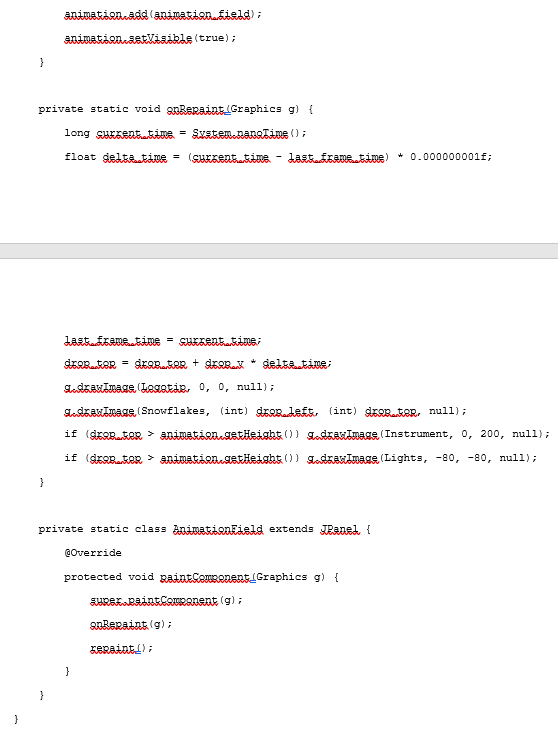 animation.add(animation_field);
animation.setVisible(true);
}
private static void onRepaint(Graphics g) {
long current_time = System.nanoTime();
float delta_time = (current_time - last_frame_time) * 0.000000001f;
last_frame_time = current_time;
drop_top = drop_top + drop_v * delta_time;
g.drawImage(Logotip, 0, 0, null);
g.drawImage(Snowflakes, (int) drop_left, (int) drop_top, null);
if (drop_top > animation.getHeight()) g.drawImage(Instrument, 0, 200, null);
if (drop_top > animation.getHeight()) g.drawImage(Lights, -80, -80, null);
}
private static class AnimationField extends JPanel {
@Override
protected void paintComponent(Graphics g) {
super.paintComponent(g);
onRepaint(g);
repaint();
}
}
}